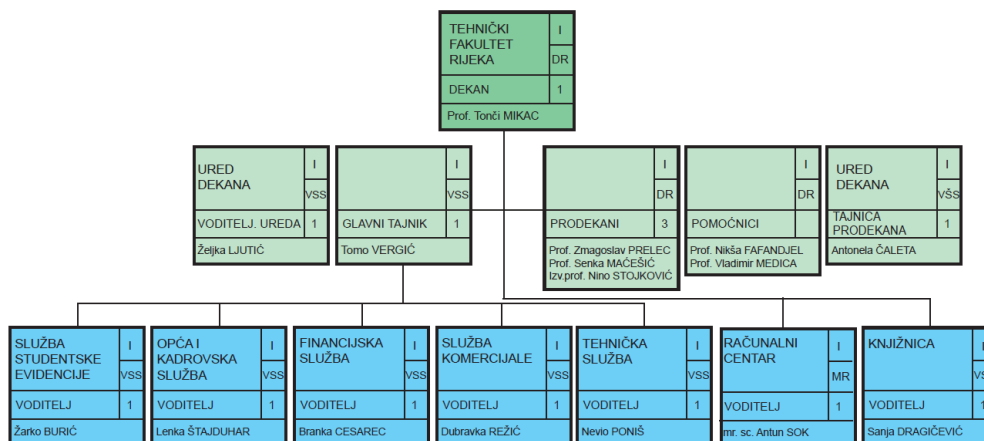 TEHNIČKI
FAKULTET
RIJEKA
I
DR
DEKAN
1
Prof. Tonči MIKAC
URED
DEKANA
I
VSS
VODITELJ. UREDA
1
Željka LJUTIĆ
I
VSS
GLAVNI TAJNIK
1
Tomo VERGIĆ
I
DR
PRODEKANI
3
Prof. Zmagoslav PRELEC
Prof. Senka MAĆEŠIĆ
Izv.prof. Nino STOJKOVIĆ
I
DR
POMOĆNICI
Prof. Nikša FAFANDJEL
Prof. Vladimir MEDICA
URED
DEKANA
I
VŠS
TAJNICA
PRODEKANA
1
Antonela ČALETA
SLUŽBA
STUDENTSKE
EVIDENCIJE
I
VSS
VODITELJ
1
Žarko BURIĆ
OPĆA I
KADROVSKA
SLUŽBA
I
VSS
VODITELJ
1
Lenka ŠTAJDUHAR
FINANCIJSKA
SLUŽBA
I
VSS
VODITELJ
1
Branka CESAREC
SLUŽBA
KOMERCIJALE
I
VSS
VODITELJ
1
Dubravka REŽIĆ
TEHNIČKA
SLUŽBA
I
VSS
VODITELJ
1
Nevio PONIŠ
RAČUNALNI
CENTAR
I
MR
VODITELJ
1
mr. sc. Antun SOK
KNJIŽNICA
I
VODITELJ
1
Sanja DRAGIČEVIĆ